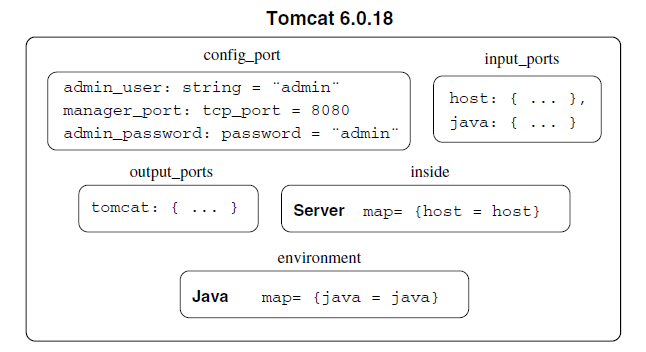 Tomcat 6.0.18
config_port
admin_user: string = ¨admin¨
manager_port: tcp_port = 8080
admin_password: password = ¨admin¨
input_ports
host: { ... },
java: { ... }
output_ports
tomcat: { ... }
inside
Server map= {host = host}
environment
Java map= {java = java}